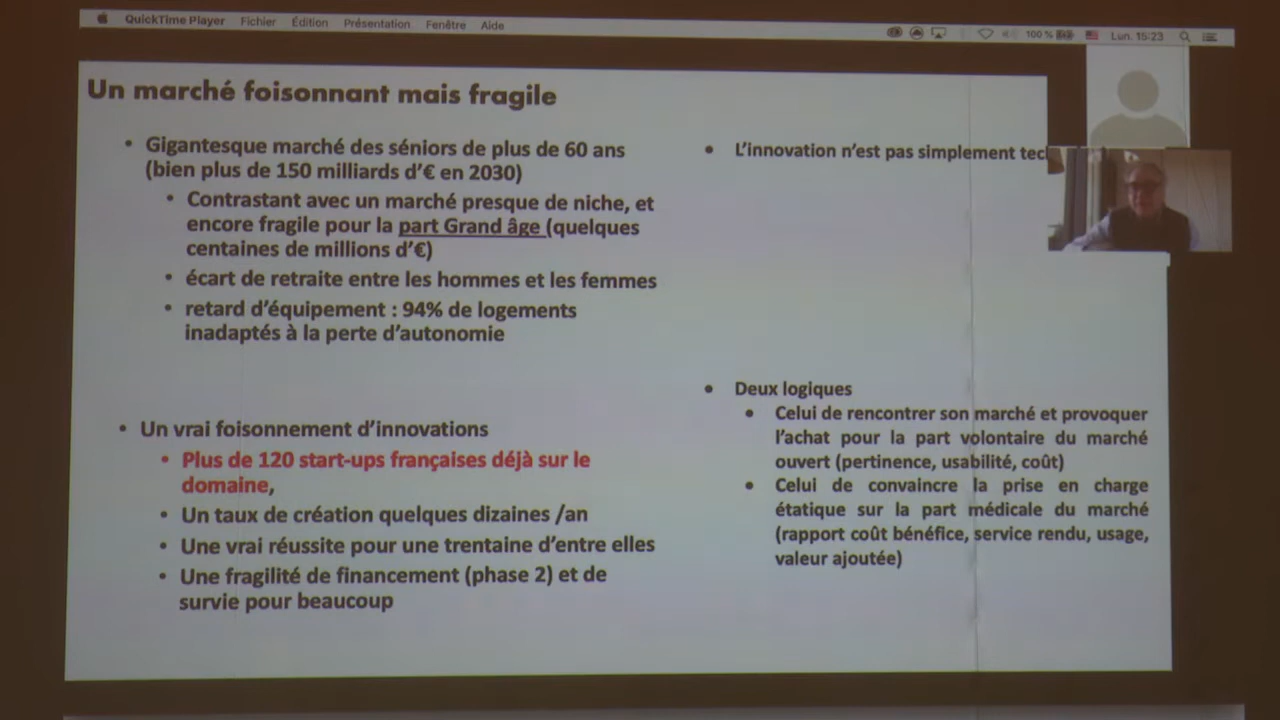 QuickTime Player Fichier Édition Présentation Fenêtre Aide
100 % Lun. 15:23
Un marché foisonnant mais fragile
• Gigantesque marché des séniors de plus de 60 ans
(bien plus de 150 milliards d'€ en 2030)
• Contrastant avec un marché presque de niche, et
encore fragile pour la part Grand âge (quelques
centaines de millions d'€)
• écart de retraite entre les hommes et les femmes
• retard d'équipement : 94% de logements
inadaptés à la perte d'autonomie
• Un vrai foisonnement d'innovations
• Plus de 120 start-ups françaises déjà sur le
domaine,
• Un taux de création quelques dizaines /an
• Une vrai réussite pour une trentaine d'entre elles
• Une fragilité de financement (phase 2) et de
survie pour beaucoup
• L'innovation n'est pas simplement
• Deux logiques
• Celui de rencontrer son marché et provoquer
l'achat pour la part volontaire du marché
ouvert (pertinence, usabilité, coût)
• Celui de convaincre la prise en charge
étatique sur la part médicale du marché
(rapport coût bénéfice, service rendu, usage,
valeur ajoutée)